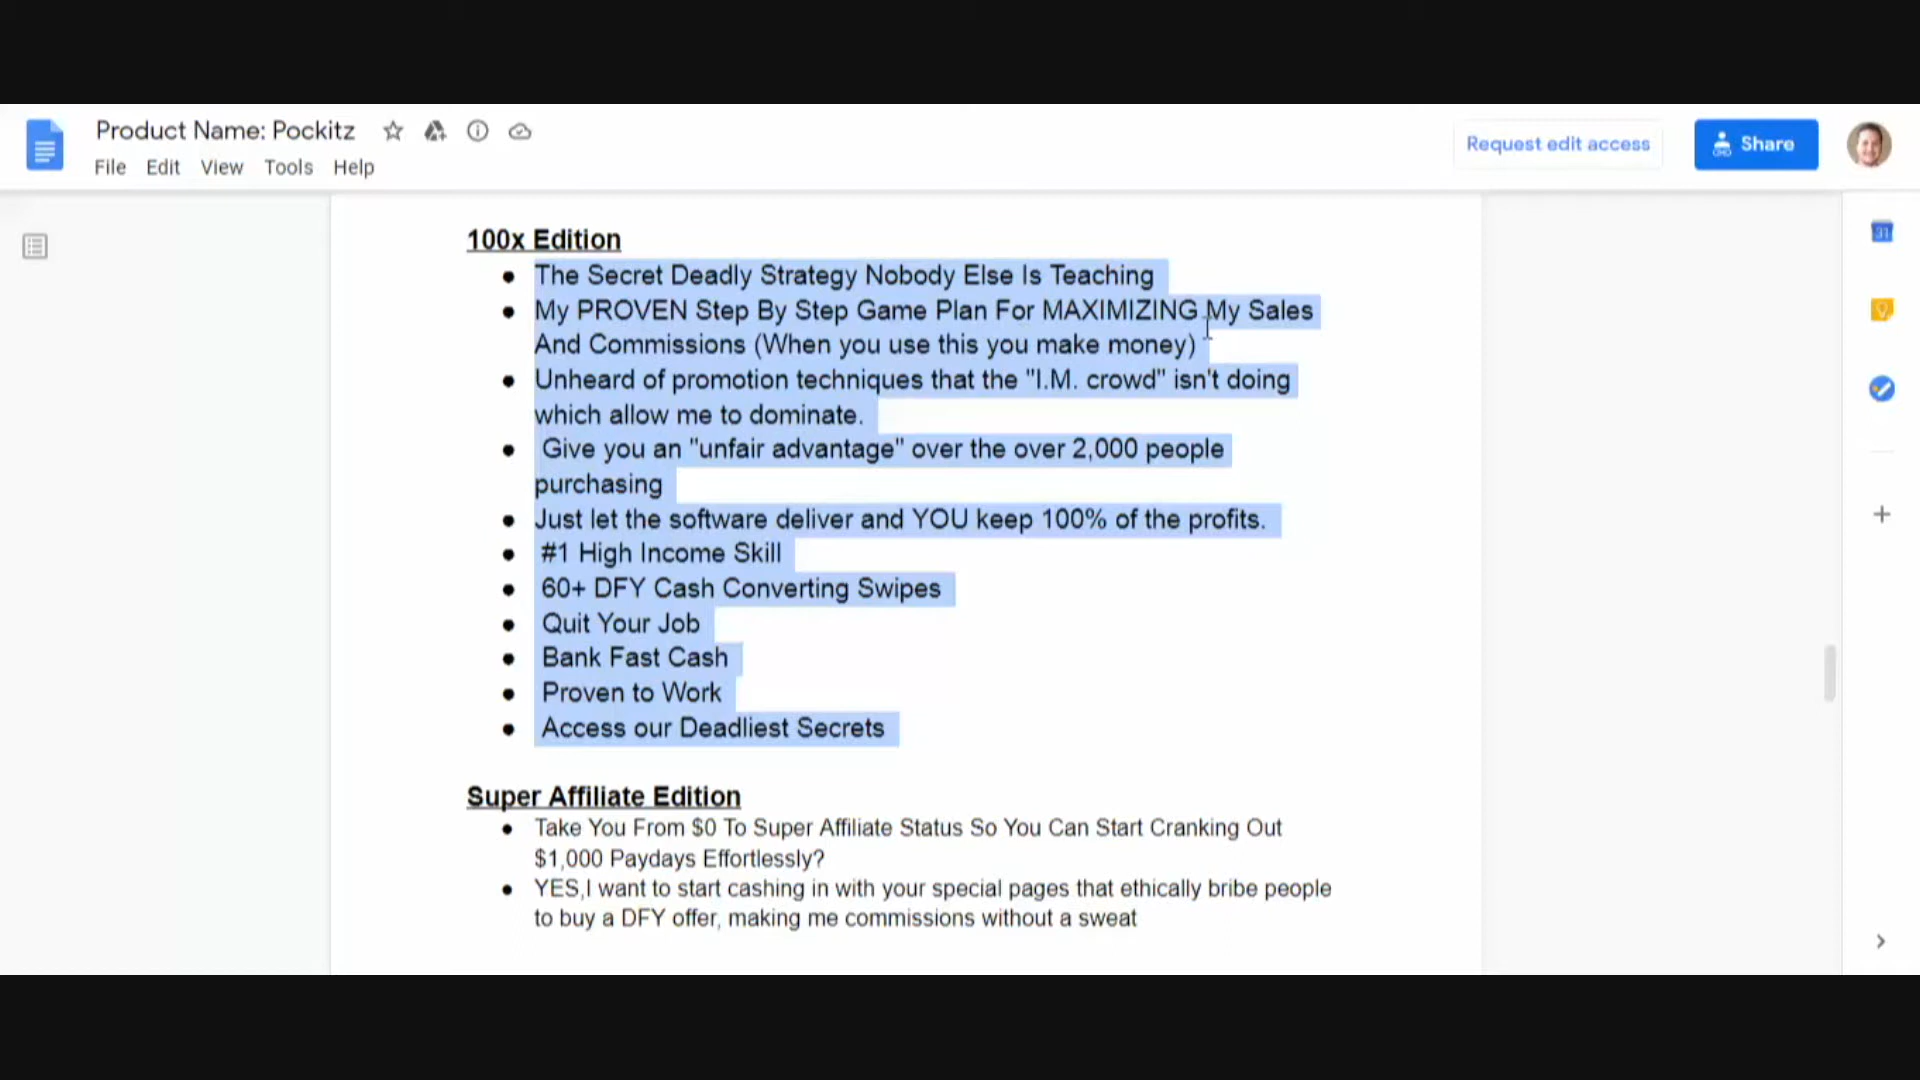 Product Name: Pockitz
File Edit View Tools Help
Request edit access
Share
31
100x Edition
● The Secret Deadly Strategy Nobody Else Is Teaching
● My PROVEN Step By Step Game Plan For MAXIMIZING My Sales
And Commissions (When you use this you make money)
● Unheard of promotion techniques that the "I.M. crowd" isn't doing
which allow me to dominate.
● Give you an "unfair advantage" over the over 2,000 people
purchasing
● Just let the software deliver and YOU keep 100% of the profits.
● #1 High Income Skill
● 60+ DFY Cash Converting Swipes
● Quit Your Job
● Bank Fast Cash
● Proven to Work
● Access our Deadliest Secrets
Super Affiliate Edition
● Take You From $0 To Super Affiliate Status So You Can Start Cranking Out
$1,000 Paydays Effortlessly?
● YES,I want to start cashing in with your special pages that ethically bribe people
to buy a DFY offer, making me commissions without a sweat